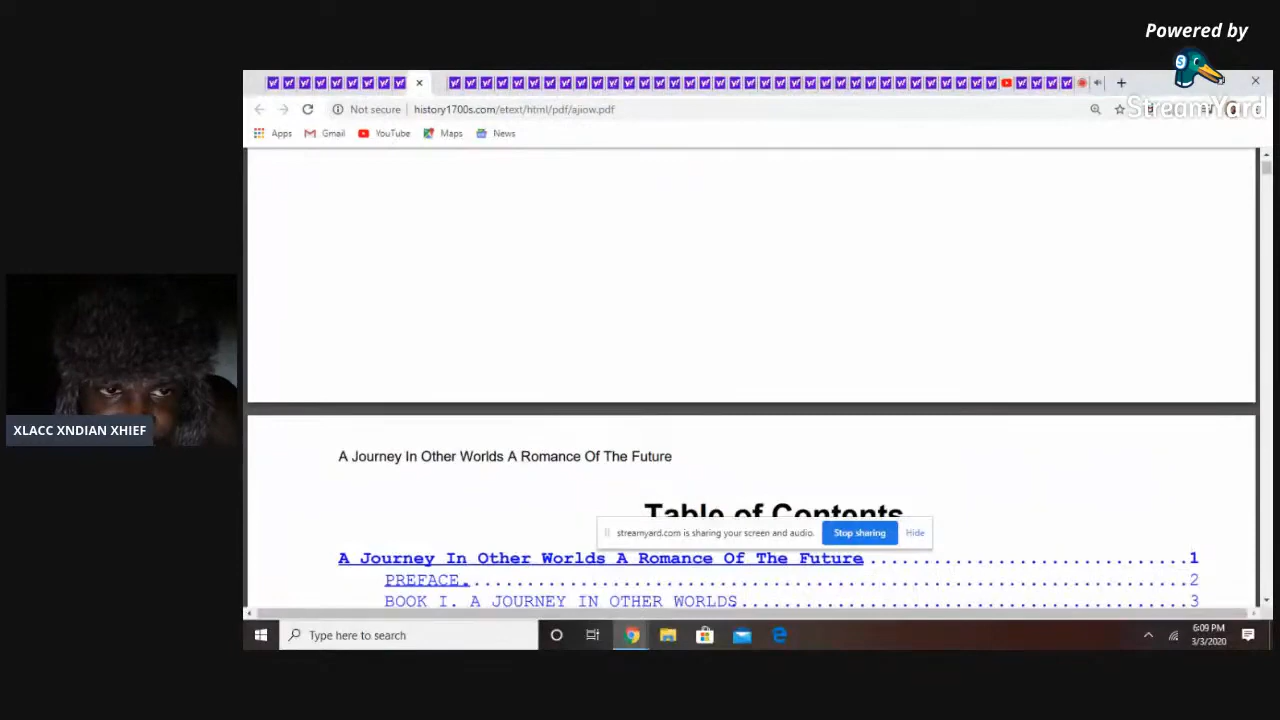 Powered by
StreamYard
Not secure | history1700s.com/etext/html/pdf/ajiow.pdf
Apps Gmail YouTube Maps News
A Journey In Other Worlds A Romance Of The Future
Table of Contents
streamyard.com is sharing your screen and audio. Stop sharing Hide
A Journey In Other Worlds A Romance Of The Future 1
PREFACE. 2
BOOK I. A JOURNEY IN OTHER WORLDS 3
XLACC XNDIAN XHIEF
Type here to search
6:09 PM
3/3/2020